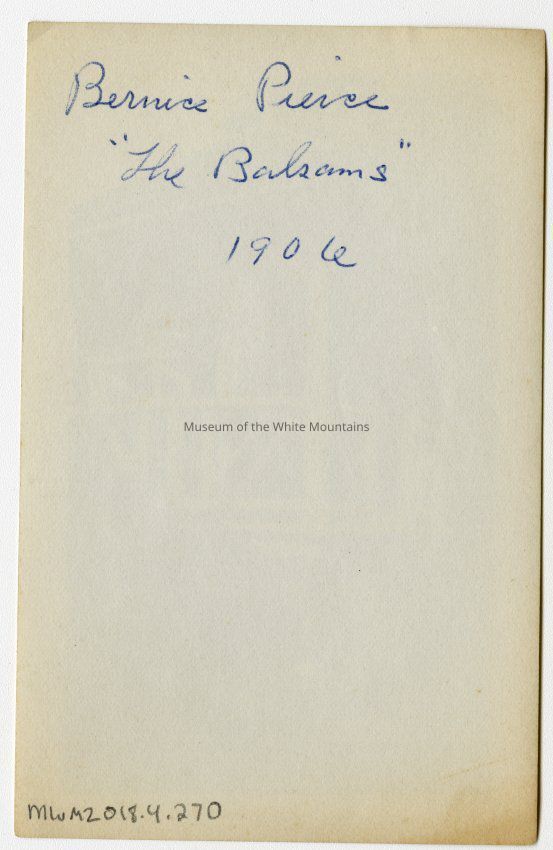 Bernice Pierce
"The Balsams"
1906
Museum of the White Mountains
MWM2018.4.270